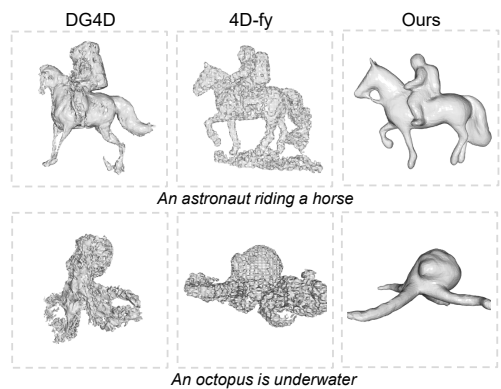 DG4D 4D-fy Ours
An astronaut riding a horse
An octopus is underwater